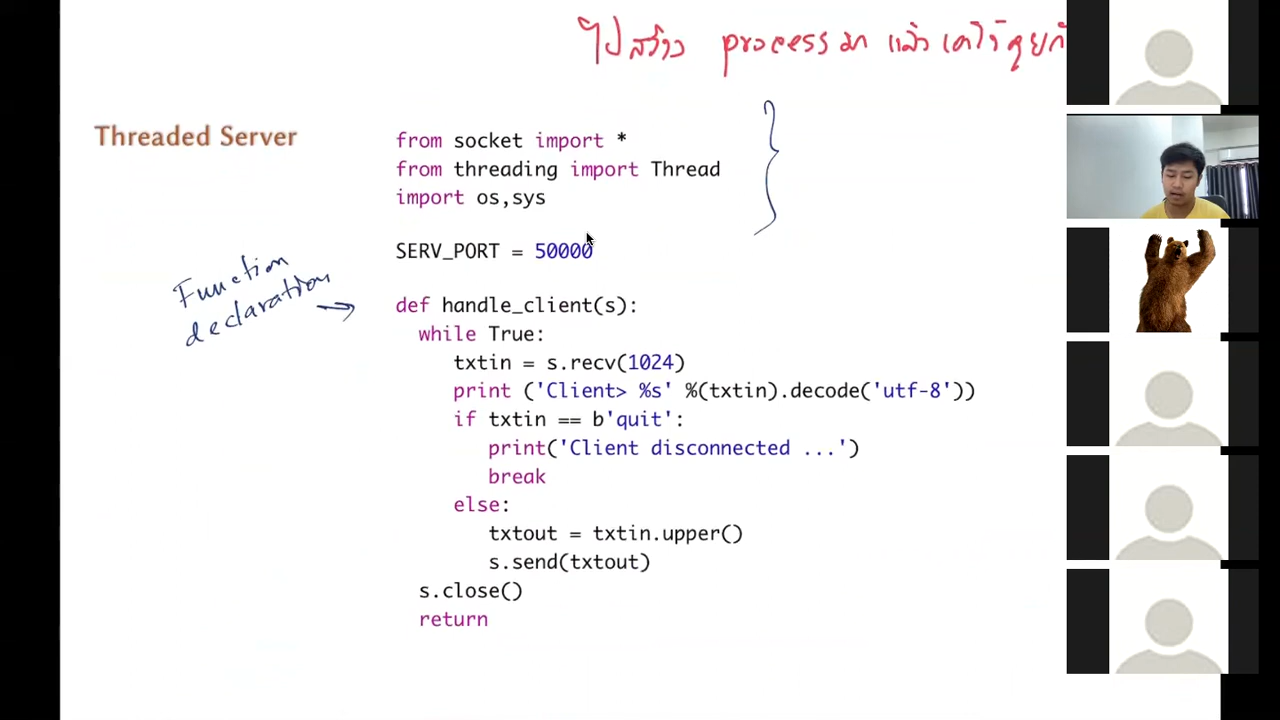 ไปสร้าง process มา แล้วเอาไว้คุยกั
Threaded Server
from socket import *
from threading import Thread
import os,sys
SERV_PORT = 50000
Function
declaration
def handle_client(s):
while True:
txtin = s.recv(1024)
print ('Client> %s' %(txtin).decode('utf-8'))
if txtin == b'quit':
print('Client disconnected ...')
break
else:
txtout = txtin.upper()
s.send(txtout)
s.close()
return